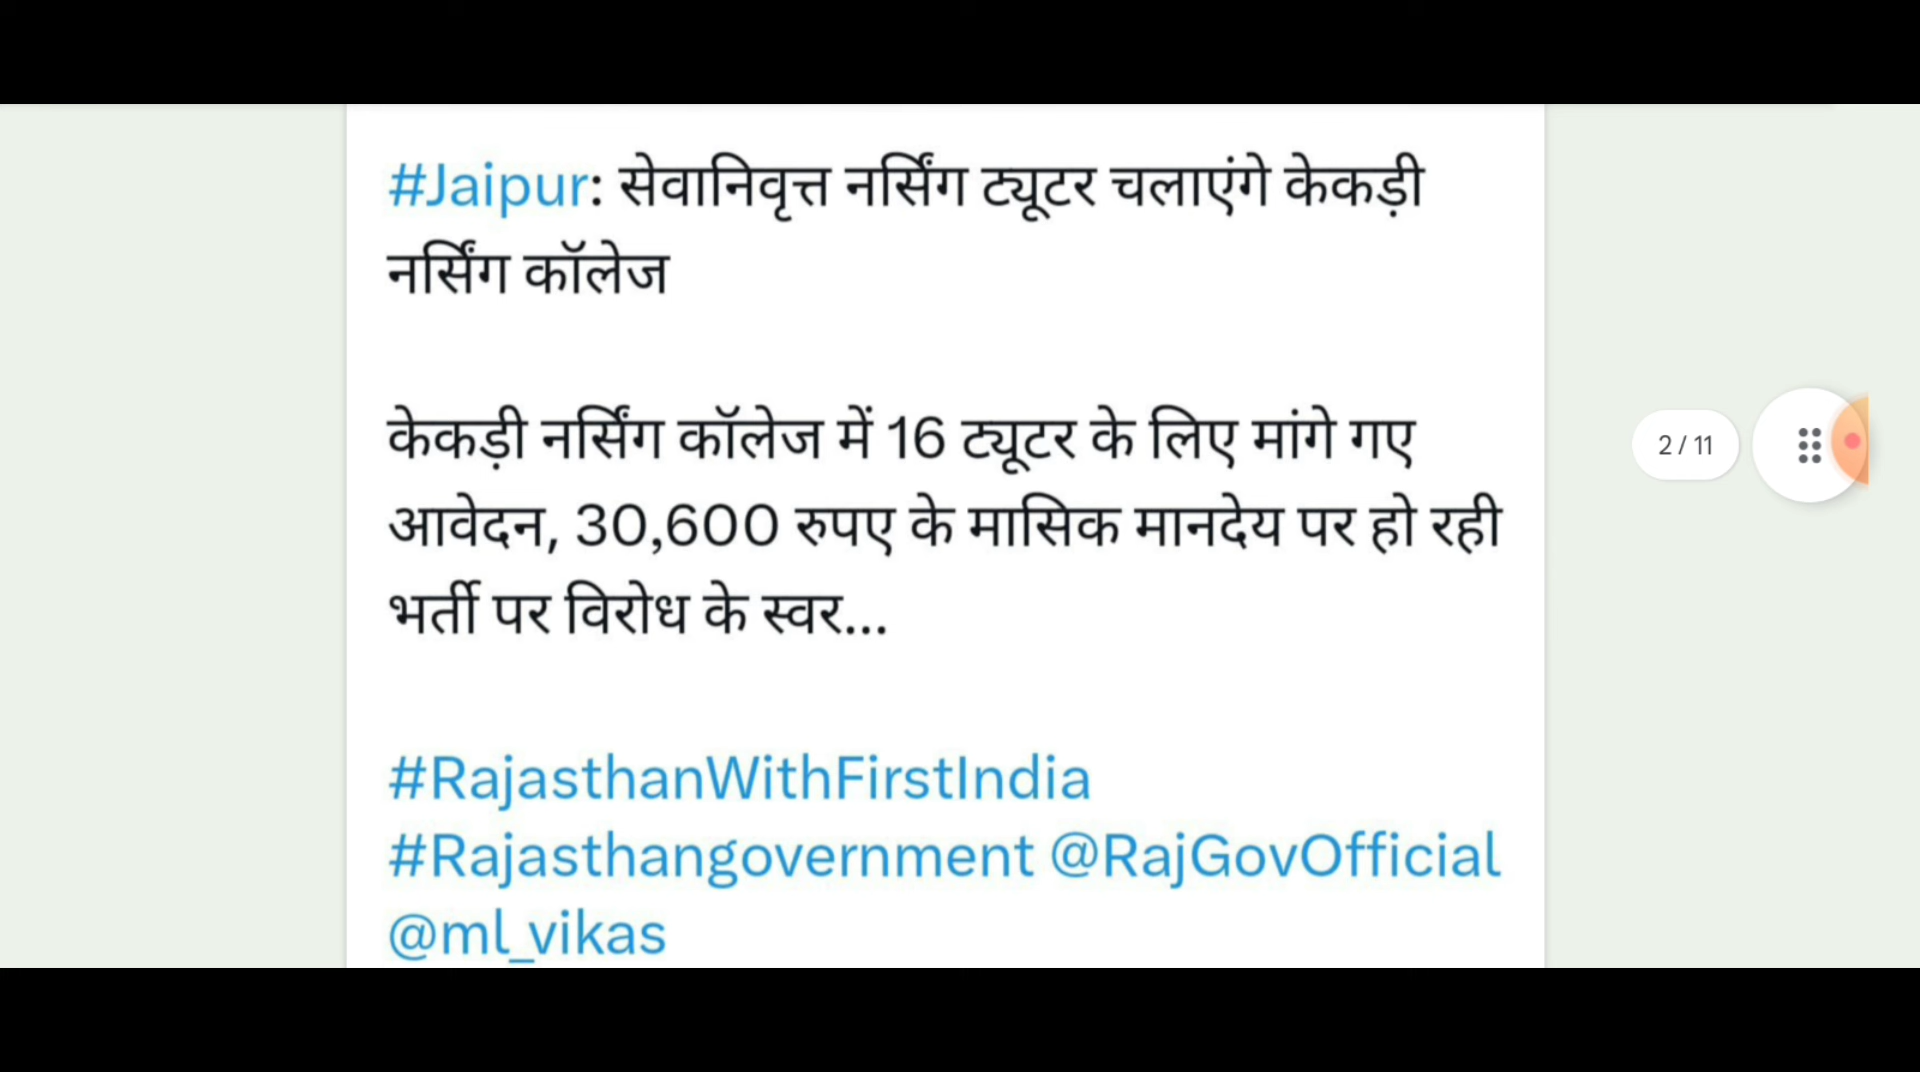 #Jaipur: सेवानिवृत्त नर्सिंग ट्यूटर चलाएंगे केकड़ी
नर्सिंग कॉलेज
केकड़ी नर्सिंग कॉलेज में 16 ट्यूटर के लिए मांगे गए
आवेदन, 30,600 रुपए के मासिक मानदेय पर हो रही
भर्ती पर विरोध के स्वर...
#RajasthanWithFirstIndia
#Rajasthangovernment @RajGovOfficial
@ml_vikas
2 / 11